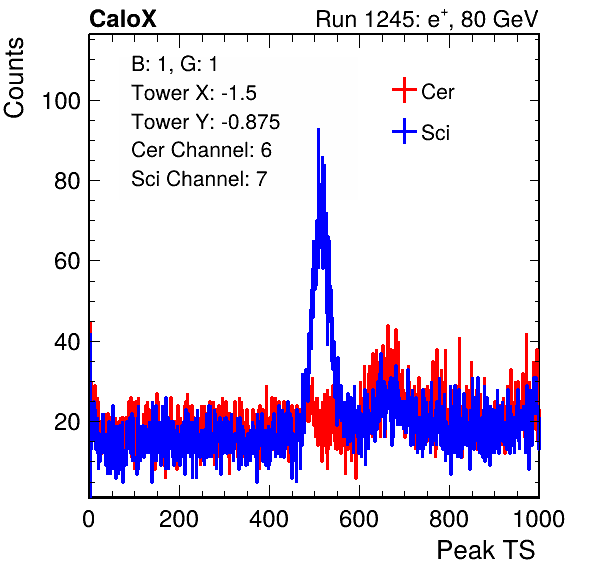 CaloX Run 1245: e⁺, 80 GeV
Counts
B: 1, G: 1
Tower X: -1.5
Tower Y: -0.875
Cer Channel: 6
Sci Channel: 7
Cer
Sci
100
80
60
40
20
0 200 400 600 800 1000
Peak TS